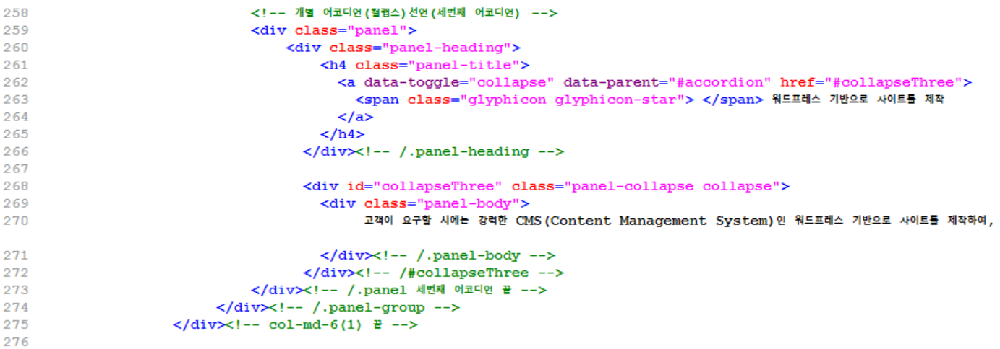 258 <!-- 개별 어코디언(컬랩스)선언(세번째 어코디언) -->
259 <div class="panel">
260 <div class="panel-heading">
261 <h4 class="panel-title">
262 <a data-toggle="collapse" data-parent="#accordion" href="#collapseThree">
263 <span class="glyphicon glyphicon-star"> </span> 워드프레스 기반으로 사이트를 제작
264 </a>
265 </h4>
266 </div><!-- /.panel-heading -->
267
268 <div id="collapseThree" class="panel-collapse collapse">
269 <div class="panel-body">
270 고객이 요구할 시에는 강력한 CMS(Content Management System)인 워드프레스 기반으로 사이트를 제작하여,
271 </div><!-- /.panel-body -->
272 </div><!-- /#collapseThree -->
273 </div><!-- /.panel 세번째 어코디언 끝 -->
274 </div><!-- /.panel-group -->
275 </div><!-- col-md-6(1) 끝 -->
276